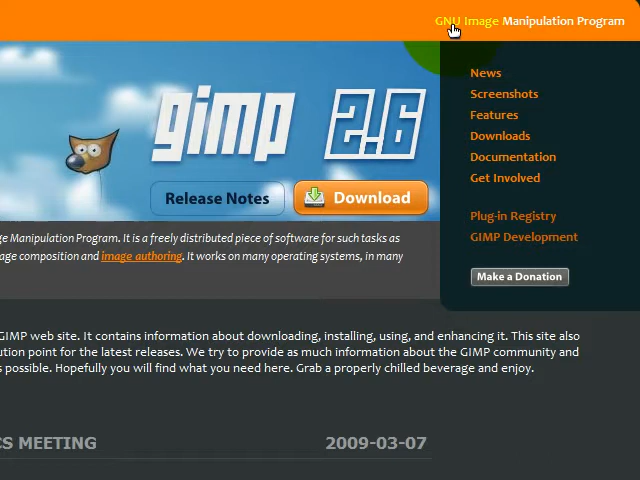 GNU Image Manipulation Program
gimp 2.6
Release Notes
Download
News
Screenshots
Features
Downloads
Documentation
Get Involved
Plug-in Registry
GIMP Development
Make a Donation
Manipulation Program. It is a freely distributed piece of software for such tasks as
composition and image authoring. It works on many operating systems, in many
GIMP web site. It contains information about downloading, installing, using, and enhancing it. This site also
point for the latest releases. We try to provide as much information about the GIMP community and
possible. Hopefully you will find what you need here. Grab a properly chilled beverage and enjoy.
CS MEETING
2009-03-07